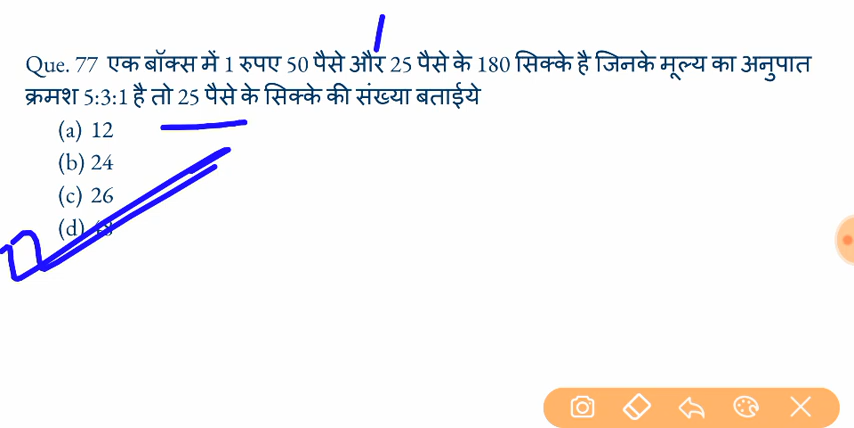 Que. 77 एक बॉक्स में 1 रुपए 50 पैसे और 25 पैसे के 180 सिक्के है जिनके मूल्य का अनुपात
क्रमश 5:3:1 है तो 25 पैसे के सिक्के की संख्या बताईये
(a) 12
(b) 24
(c) 26
(d)